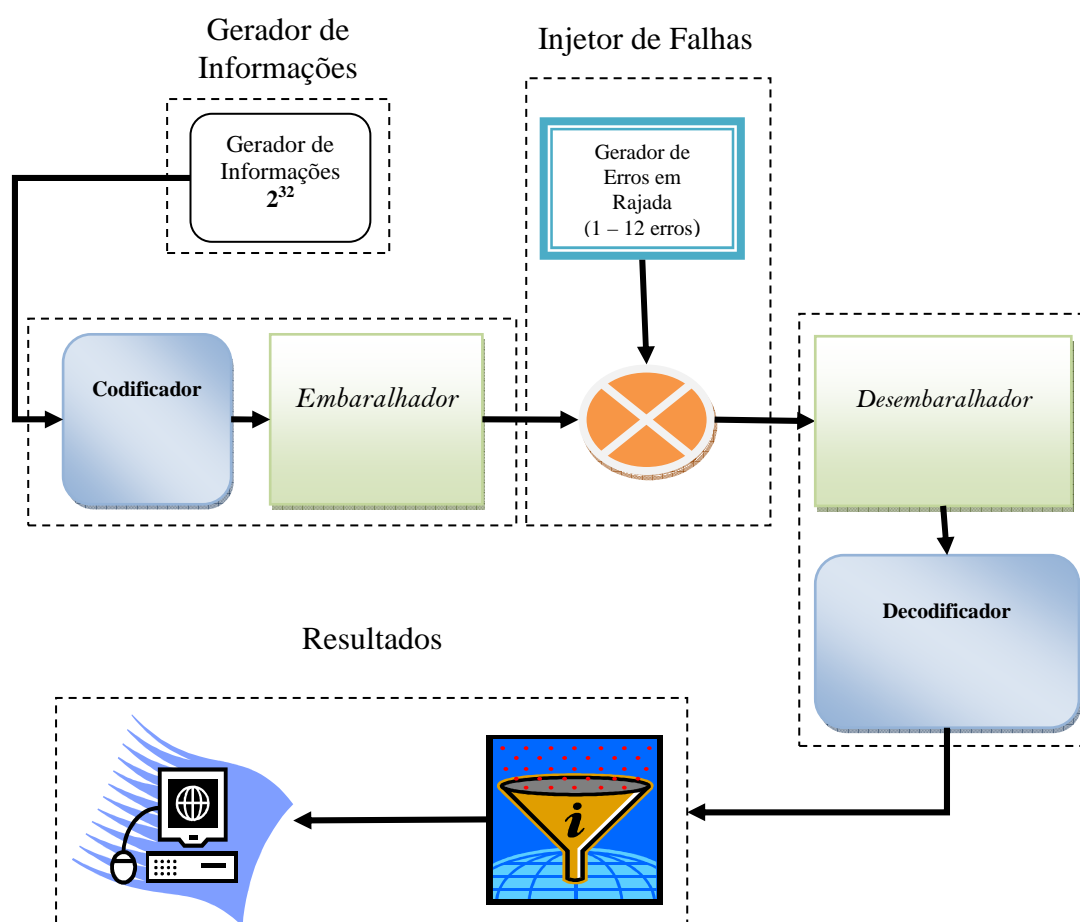 Gerador de
Informações
Gerador de
Informações
2³²
Injetor de Falhas
Gerador de
Erros em
Rajada
(1 – 12 erros)
Codificador
Embaralhador
Desembaralhador
Decodificador
Resultados
i